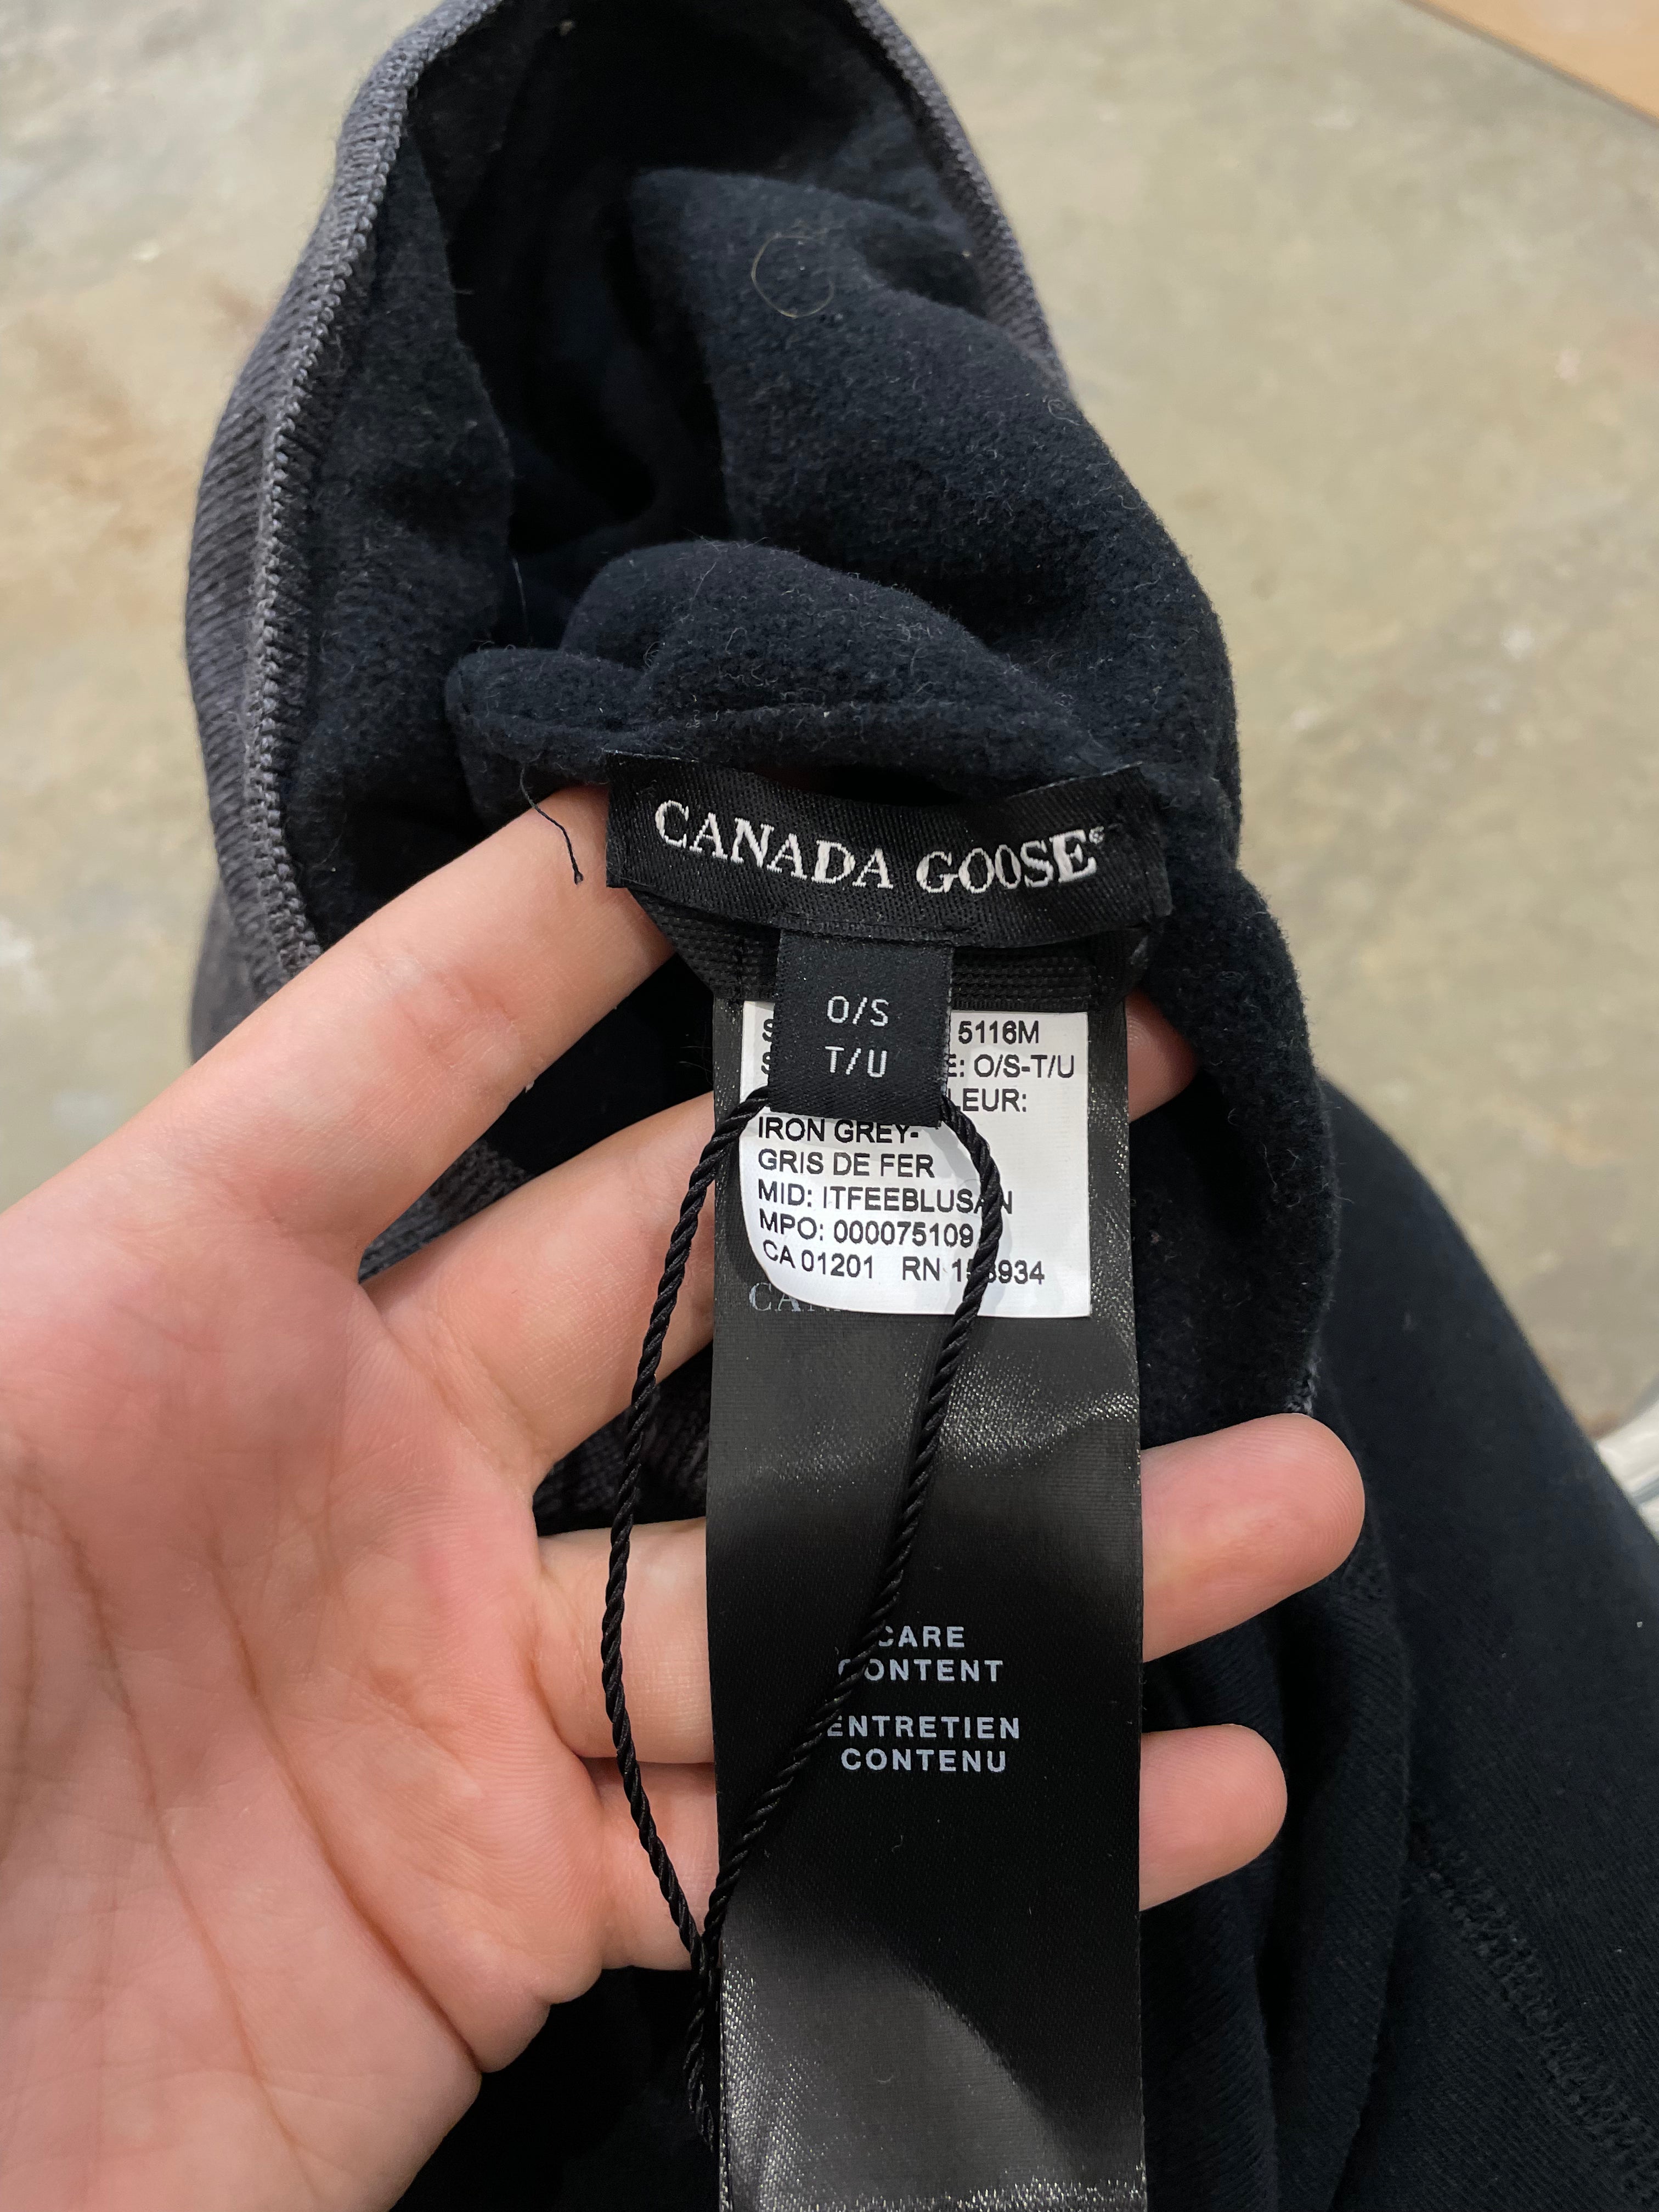 CANADA GOOSE®
O/S
T/U
5116M
E: O/S-T/U
LEUR:
IRON GREY-
GRIS DE FER
MID: ITFEEBLUSAN
MPO: 000075109
CA 01201 RN
CARE
CONTENT
ENTRETIEN
CONTENU